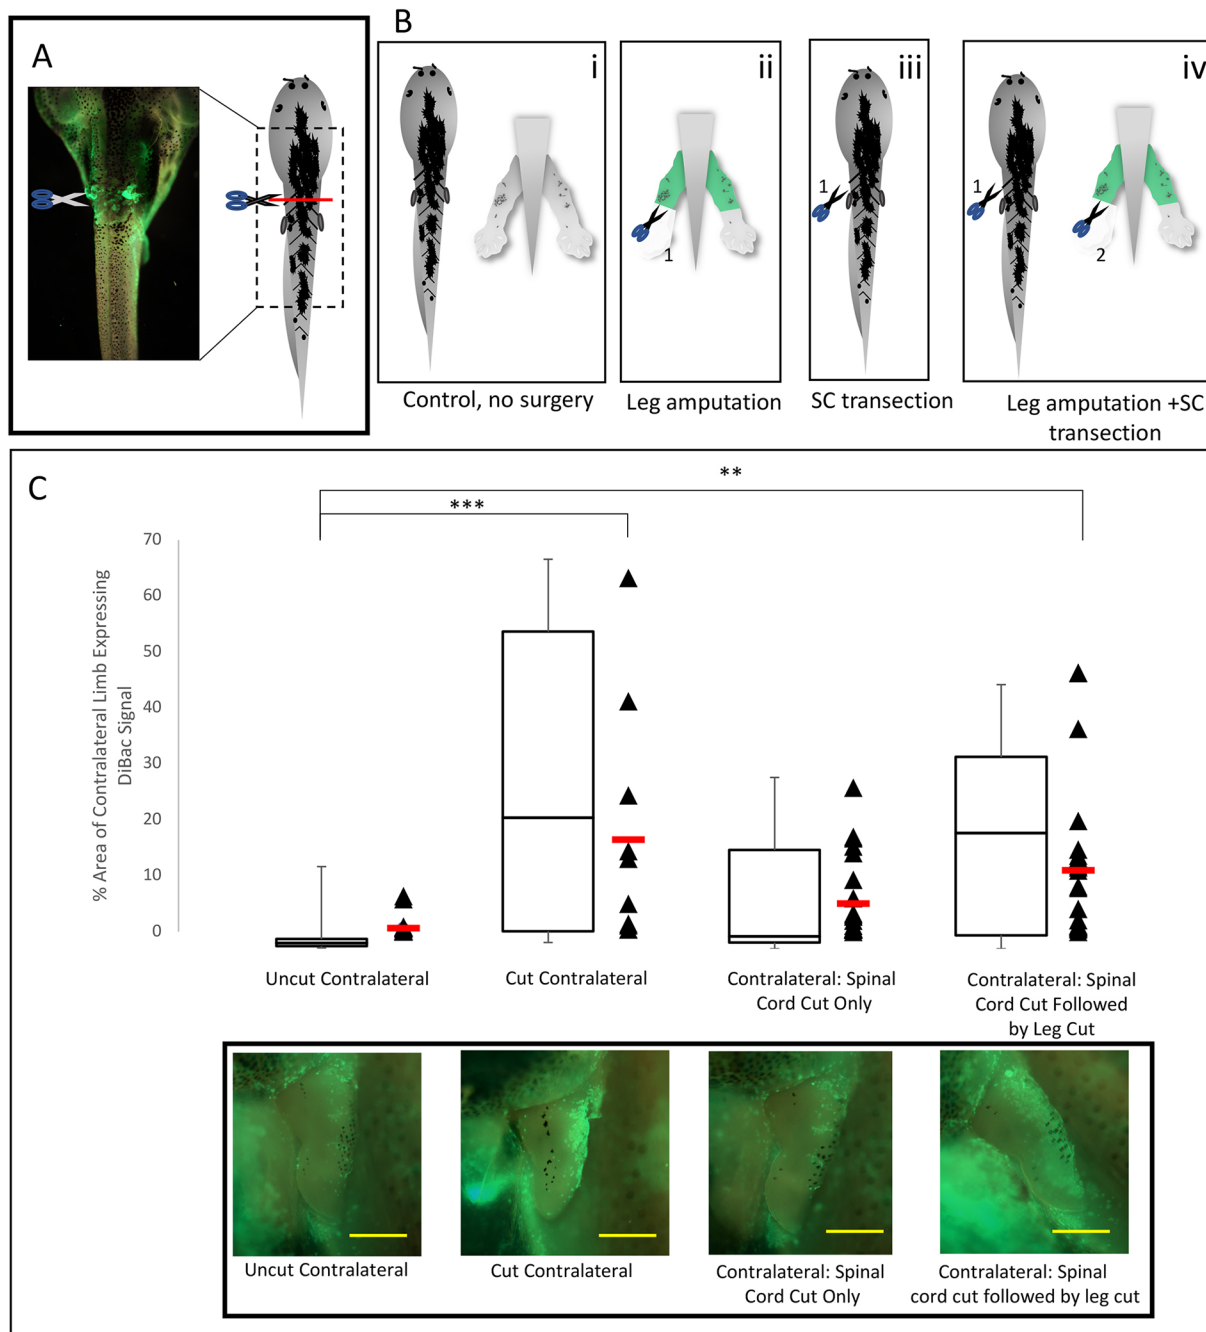 A
B
i
ii
iii
iv
1
1
1
2
Control, no surgery
Leg amputation
SC transection
Leg amputation +SC
transection
C
**
***
% Area of Contralateral Limb Expressing
DiBac Signal
70
60
50
40
30
20
10
0
Uncut Contralateral
Cut Contralateral
Contralateral: Spinal
Cord Cut Only
Contralateral: Spinal
Cord Cut Followed
by Leg Cut
Uncut Contralateral
Cut Contralateral
Contralateral: Spinal
Cord Cut Only
Contralateral: Spinal
cord cut followed by leg cut